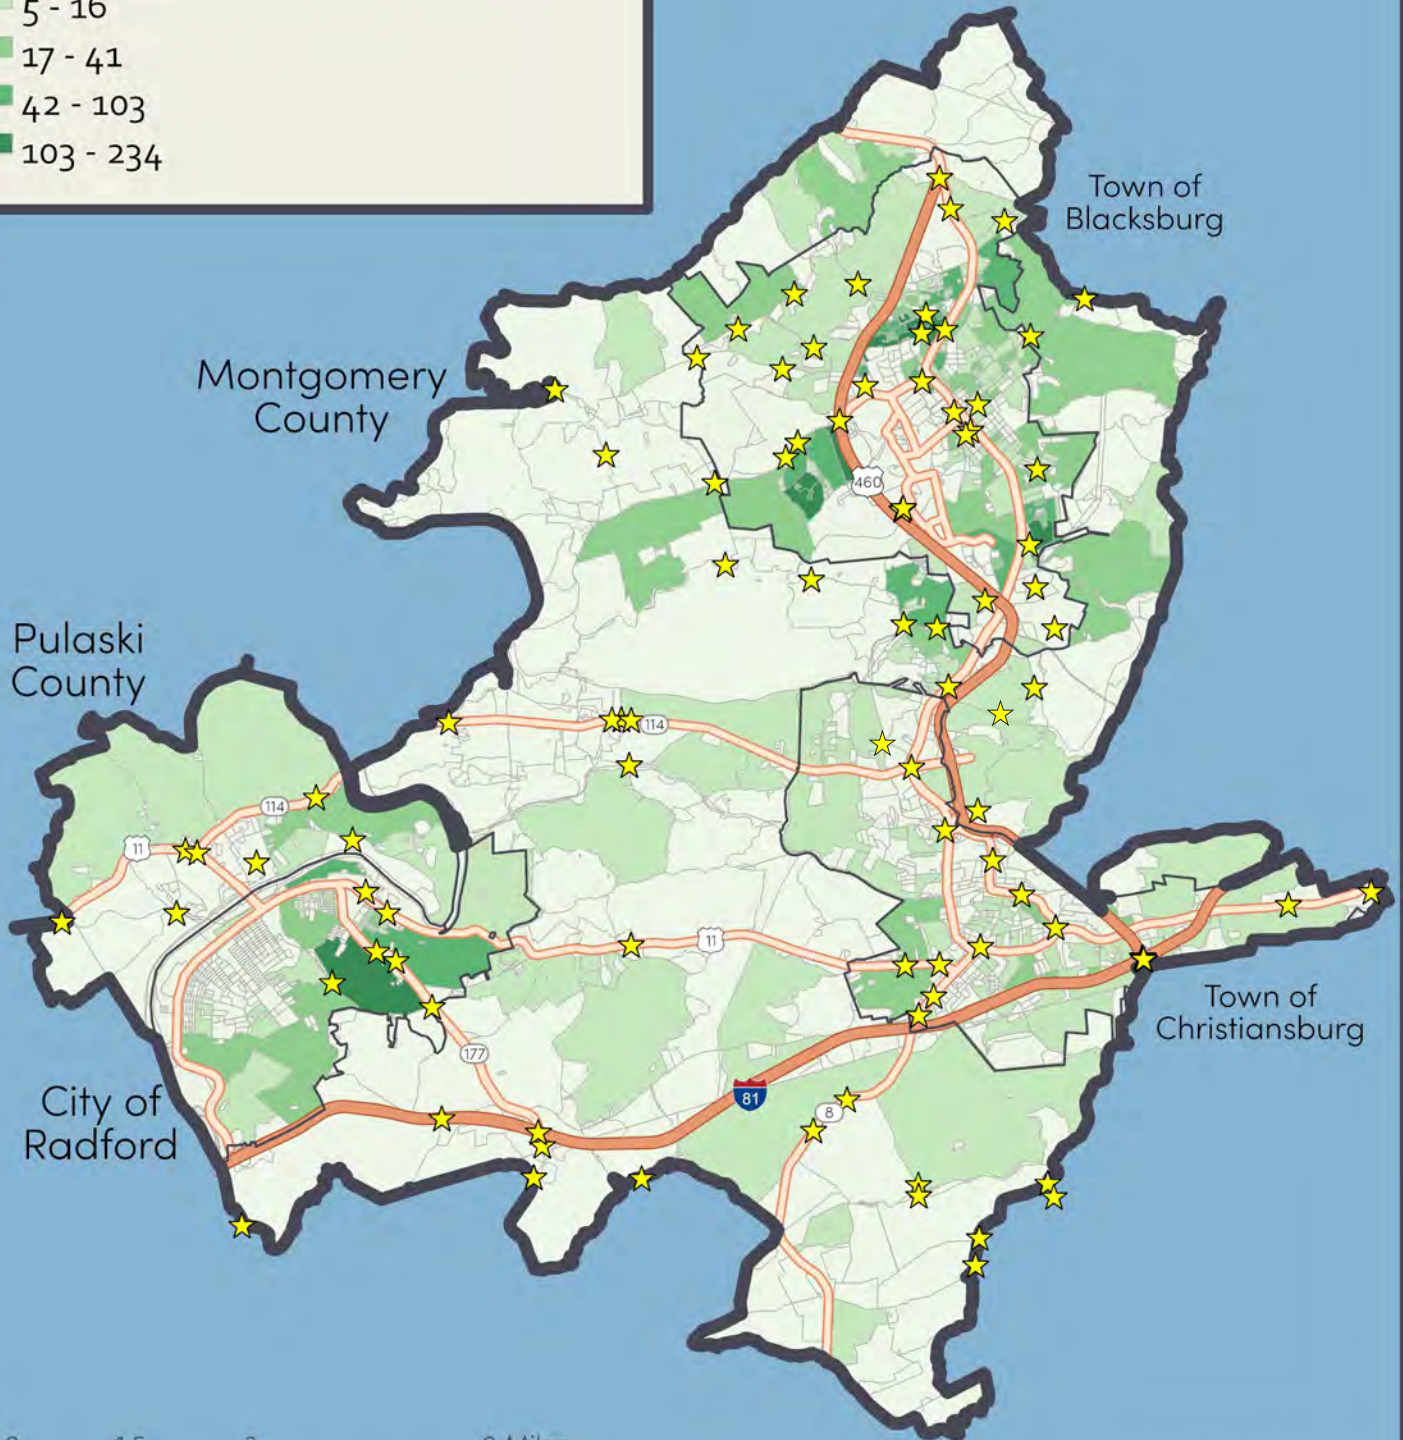 5 - 16
17 - 41
42 - 103
103 - 234
Town of
Blacksburg
Montgomery
County
460
Pulaski
County
114
114
11
11
177
Town of
Christiansburg
City of
Radford
81
8